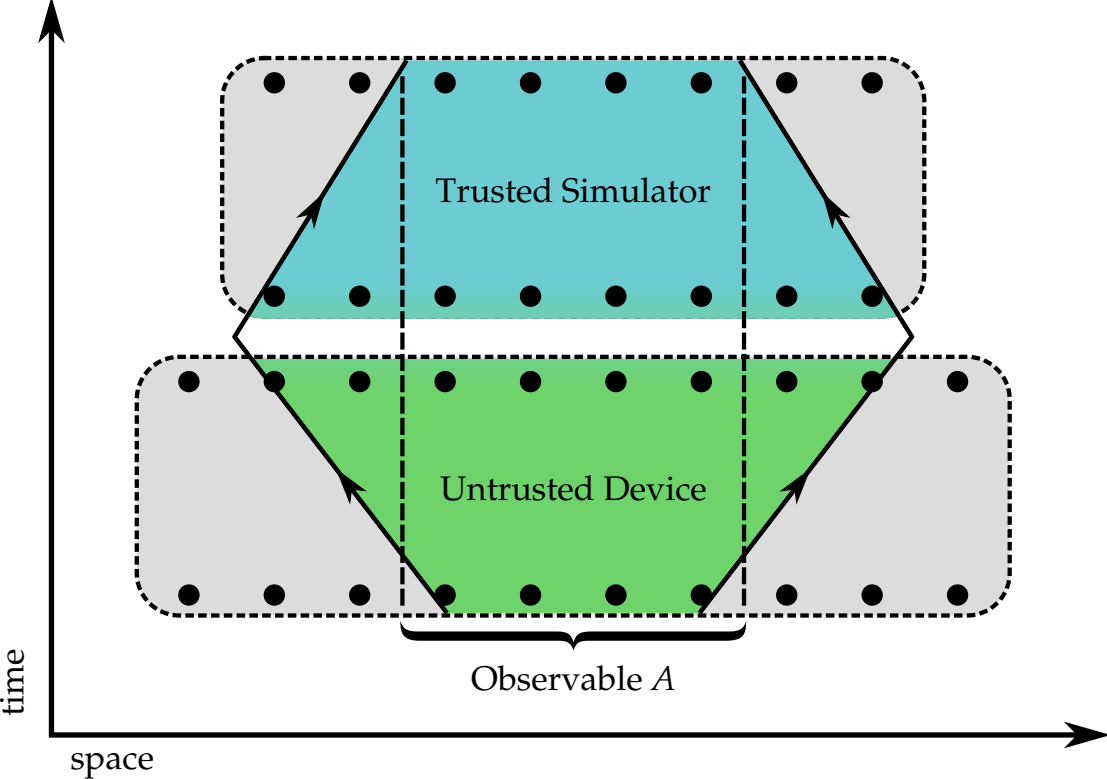 Trusted Simulator
Untrusted Device
Observable A
time
space